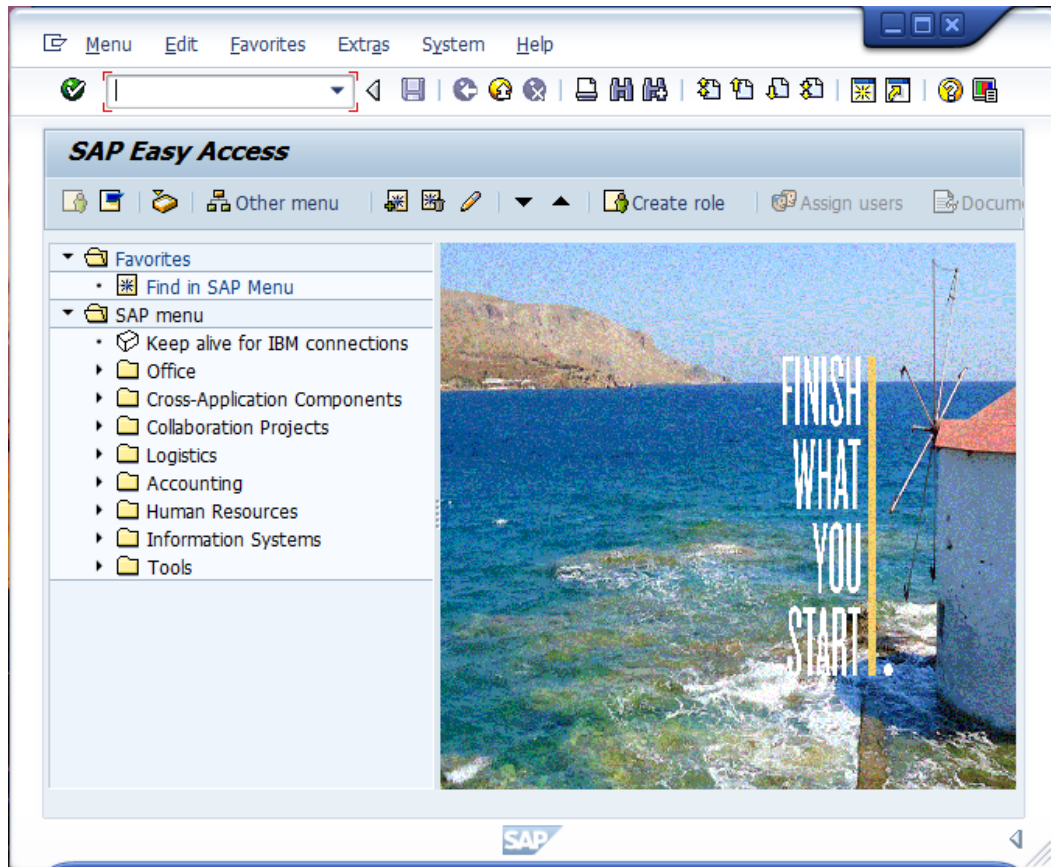 Menu Edit Favorites Extras System Help
SAP Easy Access
Other menu Create role Assign users Docum
Favorites
Find in SAP Menu
SAP menu
Keep alive for IBM connections
Office
Cross-Application Components
Collaboration Projects
Logistics
Accounting
Human Resources
Information Systems
Tools
FINISH
WHAT
YOU
START.
SAP